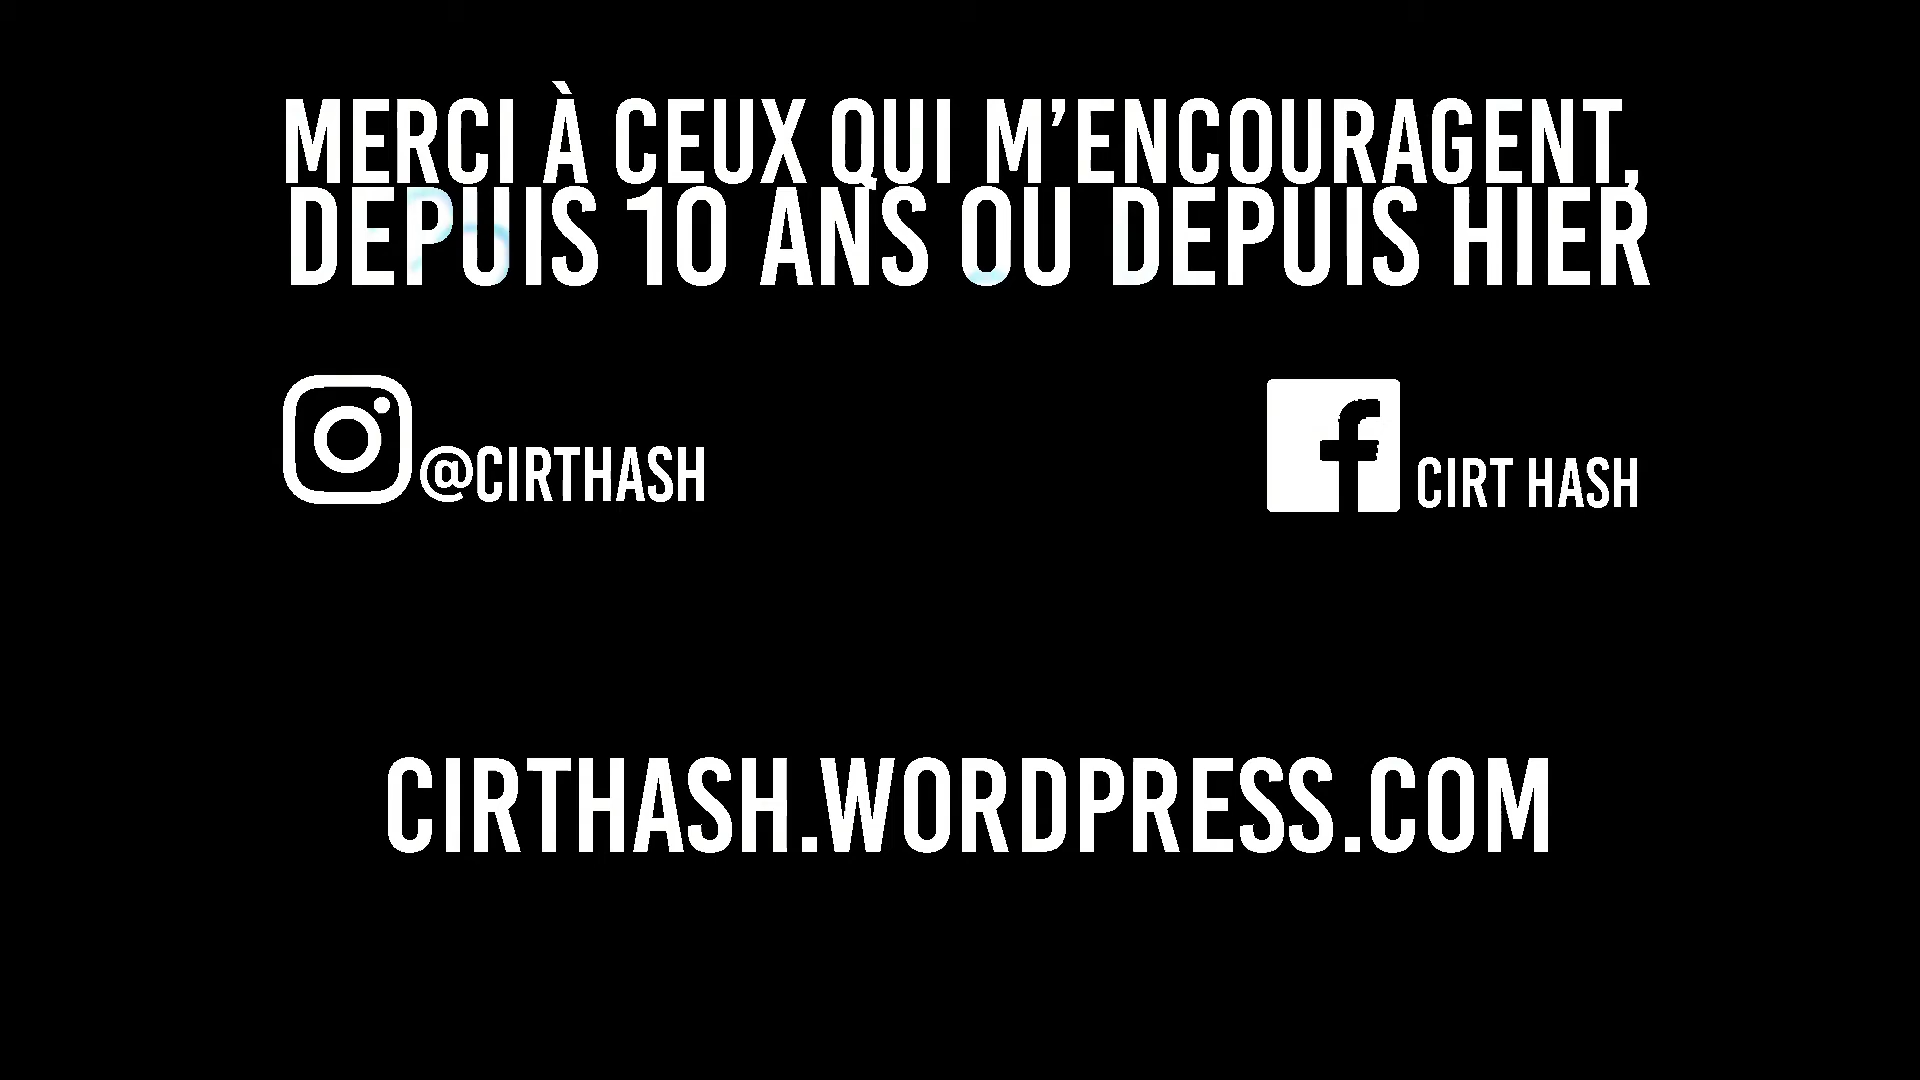 MERCI À CEUX QUI M’ENCOURAGENT,
DEPUIS 10 ANS OU DEPUIS HIER
@CIRTHASH
CIRT HASH
CIRTHASH.WORDPRESS.COM